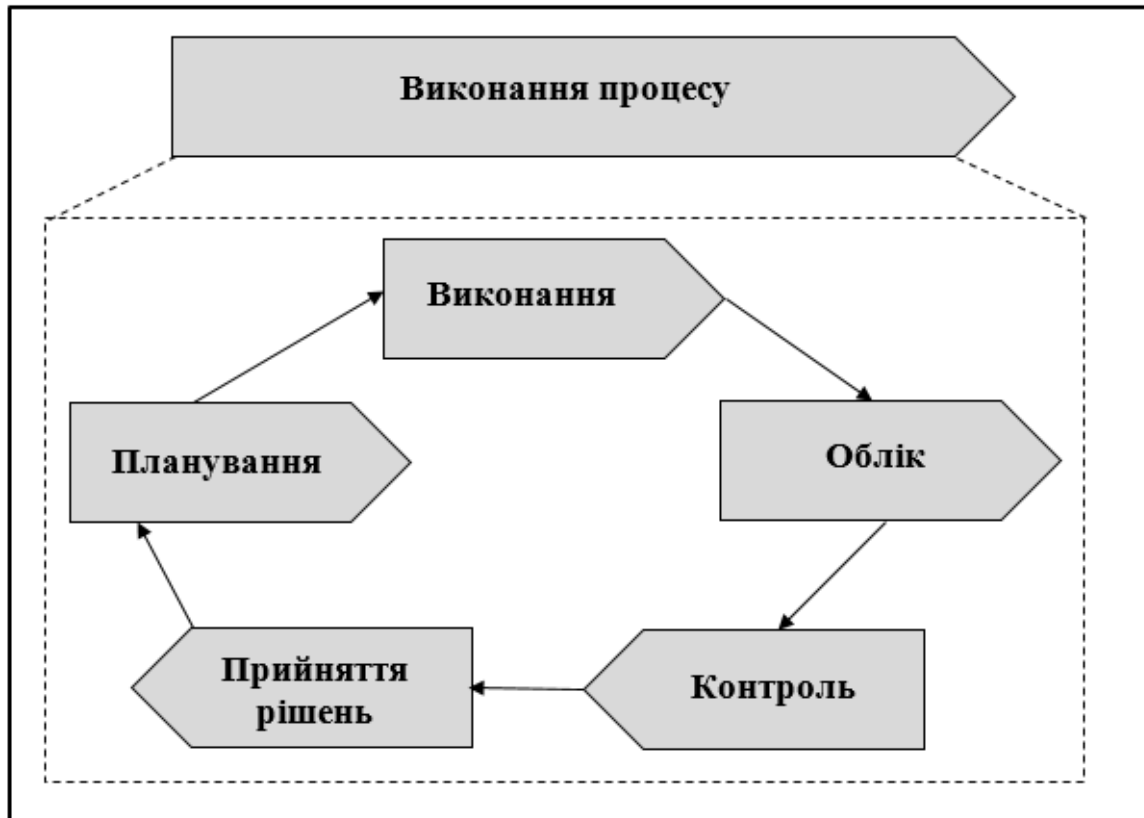 Виконання процесу
Виконання
Планування
Облік
Прийняття
рішень
Контроль